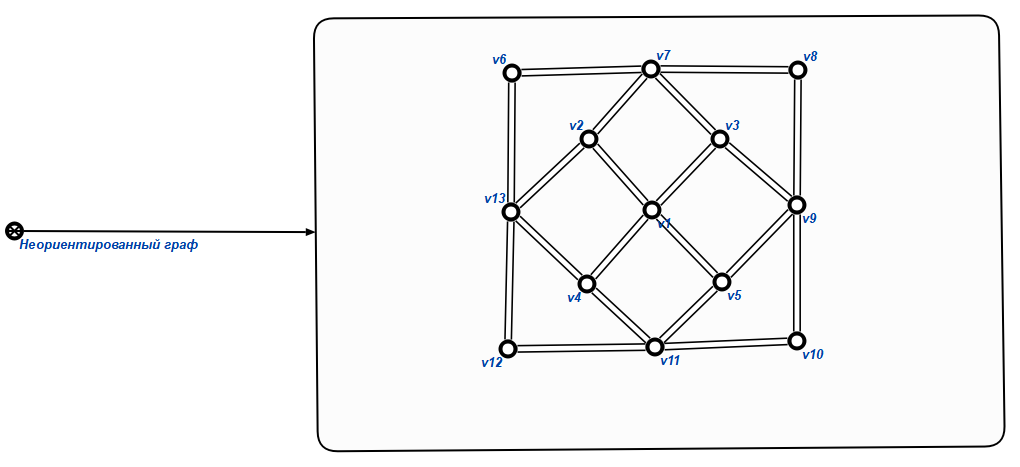 v7
v6
v8
v2
v3
v13
v1
v9
Неориентированный граф
v4
v5
v12
v11
v10